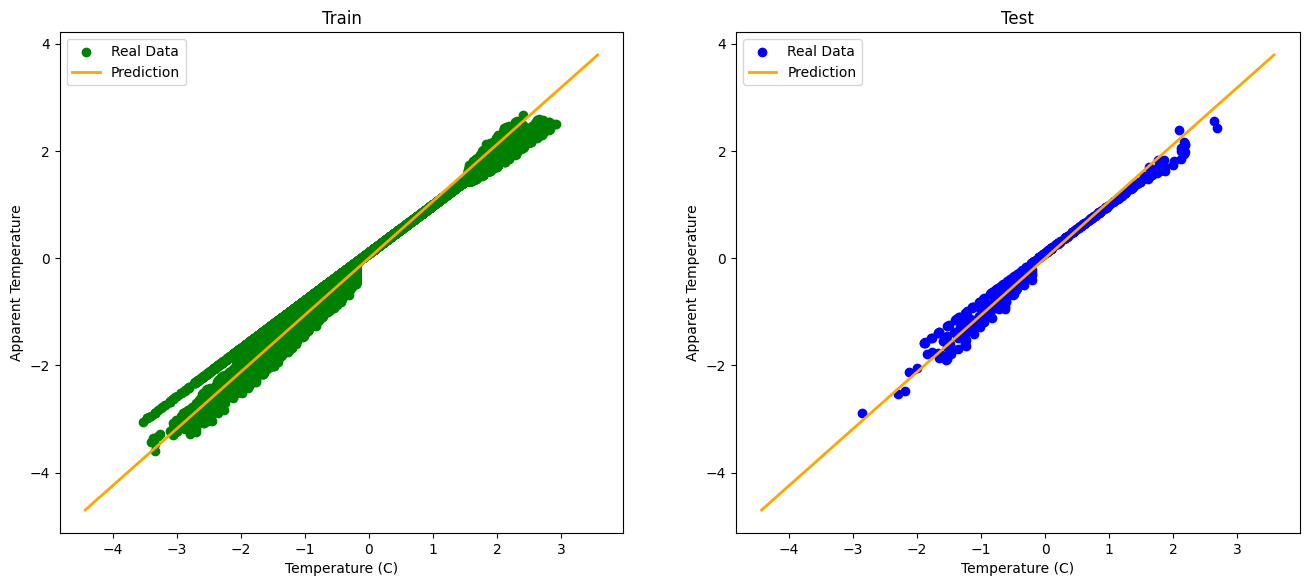 Train
Real Data
Prediction
4
2
0
−2
−4
Apparent Temperature
−4
−3
−2
−1
0
1
2
3
Temperature (C)
Test
Real Data
Prediction
4
2
0
−2
−4
Apparent Temperature
−4
−3
−2
−1
0
1
2
3
Temperature (C)